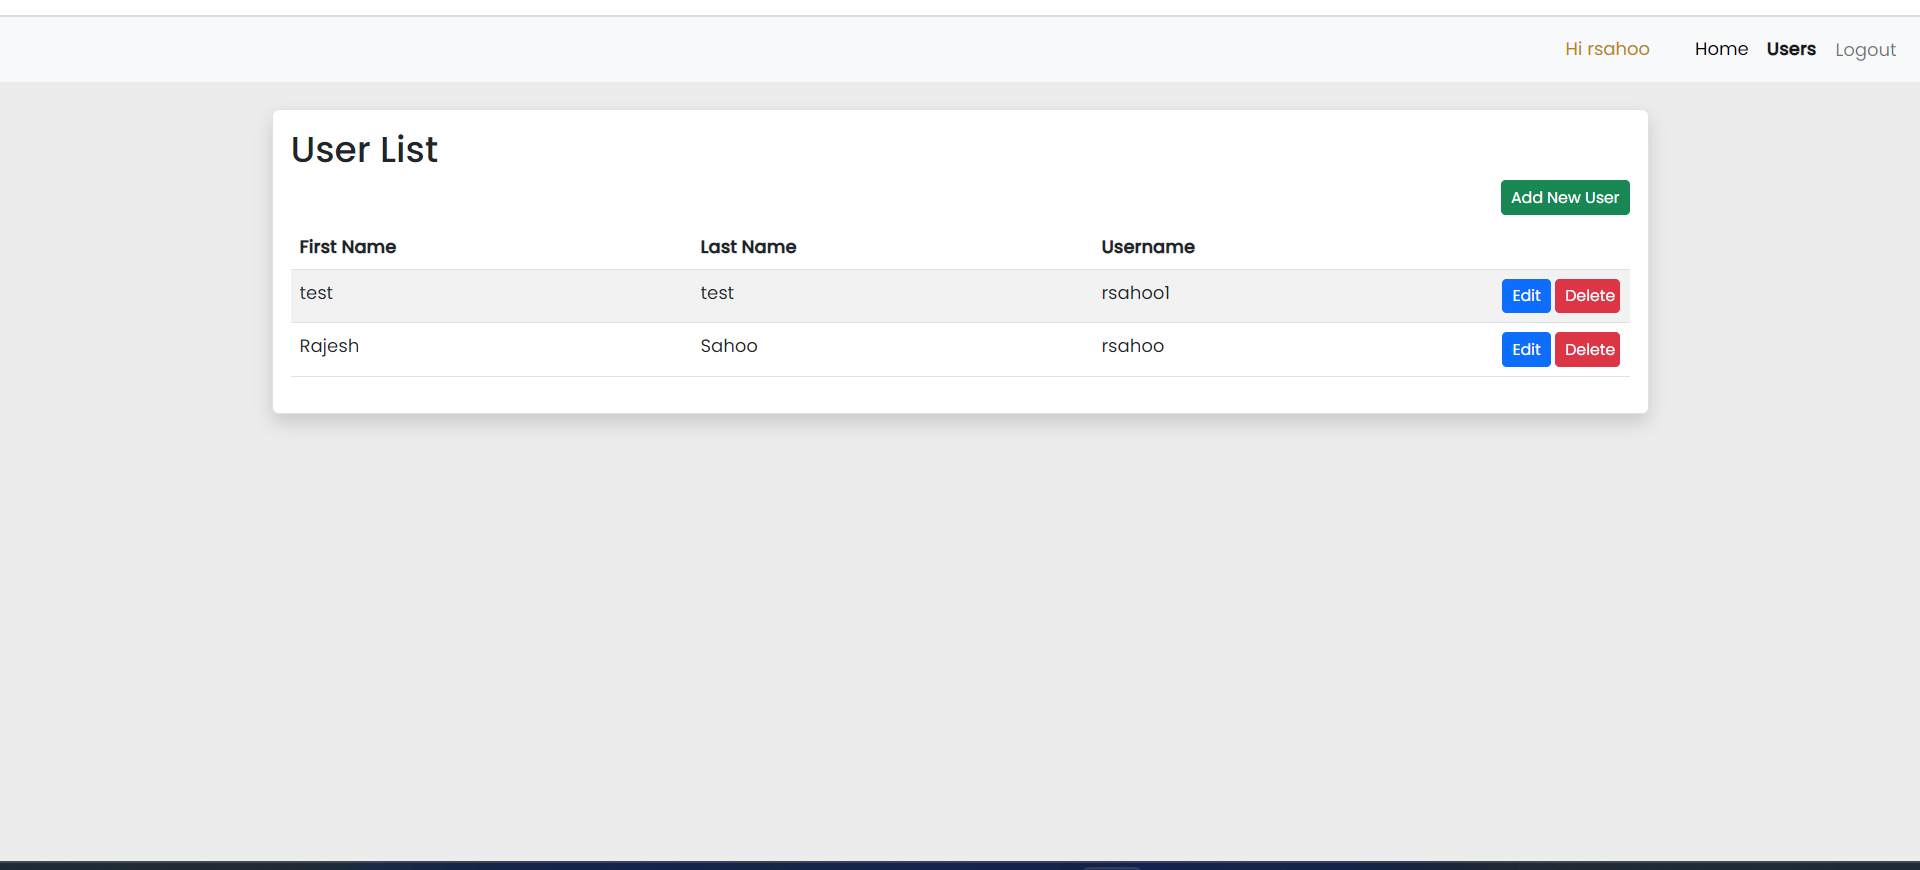 Hi rsahoo Home Users Logout
User List
Add New User
First Name Last Name Username
test test rsahoo1 Edit Delete
Rajesh Sahoo rsahoo Edit Delete